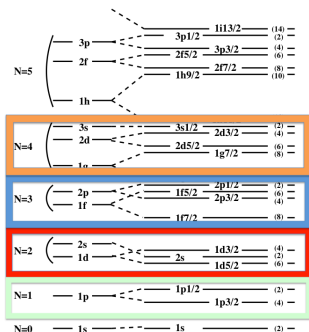 1i13/2 (14)
3p1/2 (2)
3p 3p3/2 (4)
2f 2f5/2 (6)
2f7/2 (8)
N=5 1h9/2 (10)
1h
3s 3s1/2 (2)
2d 2d3/2 (4)
N=4 2d5/2 (6)
1g7/2 (8)
1g
2p1/2 (2)
2p 1f5/2 (6)
N=3 2p3/2 (4)
1f
1f7/2 (8)
2s 1d3/2 (4)
N=2 1d 2s (2)
1d5/2 (6)
1p1/2 (2)
N=1 1p
1p3/2 (4)
N=0 1s 1s (2)